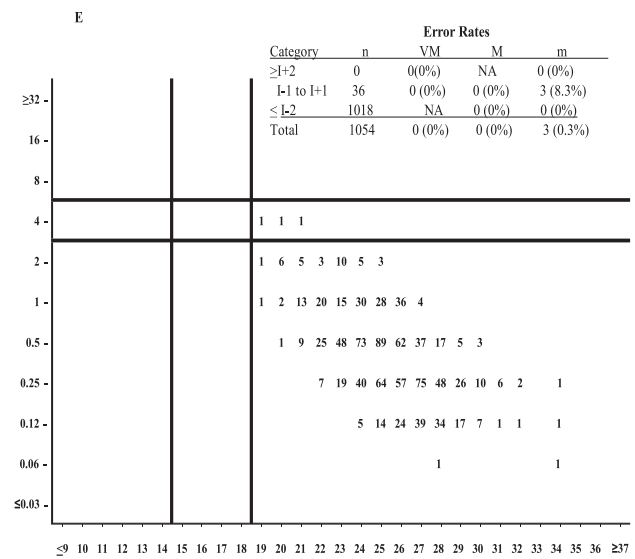 E
Error Rates
Category n VM M m
≥I+2 0 0(0%) NA 0 (0%)
I-1 to I+1 36 0 (0%) 0 (0%) 3 (8.3%)
≤ I-2 1018 NA 0 (0%) 0 (0%)
Total 1054 0 (0%) 0 (0%) 3 (0.3%)
≥32 -
16 -
8 -
4 - 1 1 1
2 - 1 6 5 3 10 5 3
1 - 1 2 13 20 15 30 28 36 4
0.5 - 1 9 25 48 73 89 62 37 17 5 3
0.25 - 7 19 40 64 57 75 48 26 10 6 2 1
0.12 - 5 14 24 39 34 17 7 1 1 1
0.06 - 1 1
≤0.03 -
≤9 10 11 12 13 14 15 16 17 18 19 20 21 22 23 24 25 26 27 28 29 30 31 32 33 34 35 36 ≥37